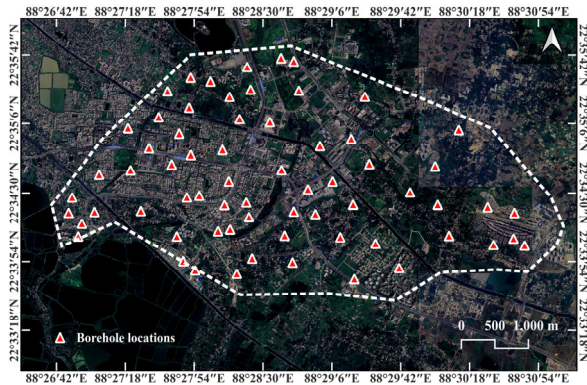 88°26′42″E 88°27′18″E 88°27′54″E 88°28′30″E 88°29′6″E 88°29′42″E 88°30′18″E 88°30′54″E
22°35′42″N 22°35′42″N
22°35′6″N 22°35′6″N
22°34′30″N 22°34′30″N
22°33′54″N 22°33′54″N
22°33′18″N 22°33′18″N
Borehole locations
0 500 1,000 m
88°26′42″E 88°27′18″E 88°27′54″E 88°28′30″E 88°29′6″E 88°29′42″E 88°30′18″E 88°30′54″E